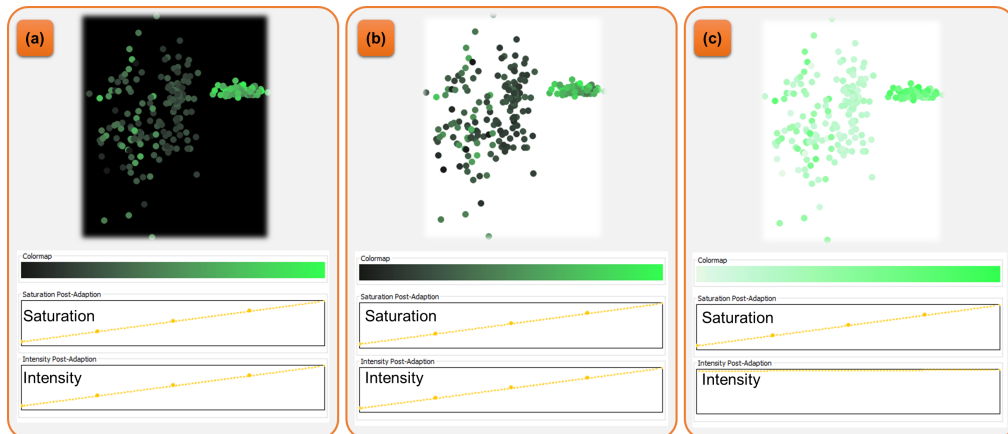 (a)
Colormap
Saturation Post-Adaption
Saturation
Intensity Post-Adaption
Intensity
(b)
Colormap
Saturation Post-Adaption
Saturation
Intensity Post-Adaption
Intensity
(c)
Colormap
Saturation Post-Adaption
Saturation
Intensity Post-Adaption
Intensity